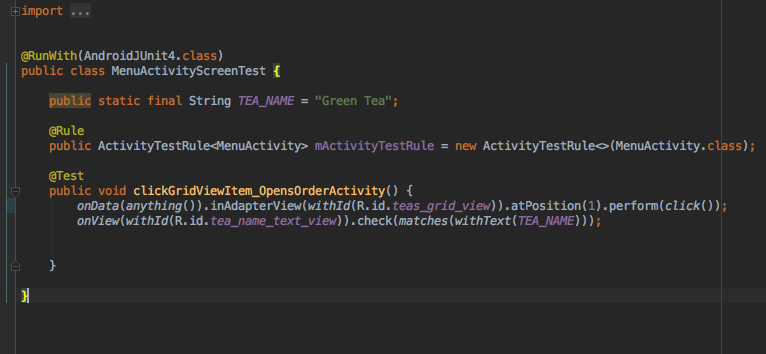 import ...
@RunWith(AndroidJUnit4.class)
public class MenuActivityScreenTest {
public static final String TEA_NAME = "Green Tea";
@Rule
public ActivityTestRule<MenuActivity> mActivityTestRule = new ActivityTestRule<>(MenuActivity.class);
@Test
public void clickGridViewItem_OpensOrderActivity() {
onData(anything()).inAdapterView(withId(R.id.teas_grid_view)).atPosition(1).perform(click());
onView(withId(R.id.tea_name_text_view)).check(matches(withText(TEA_NAME)));
}
}